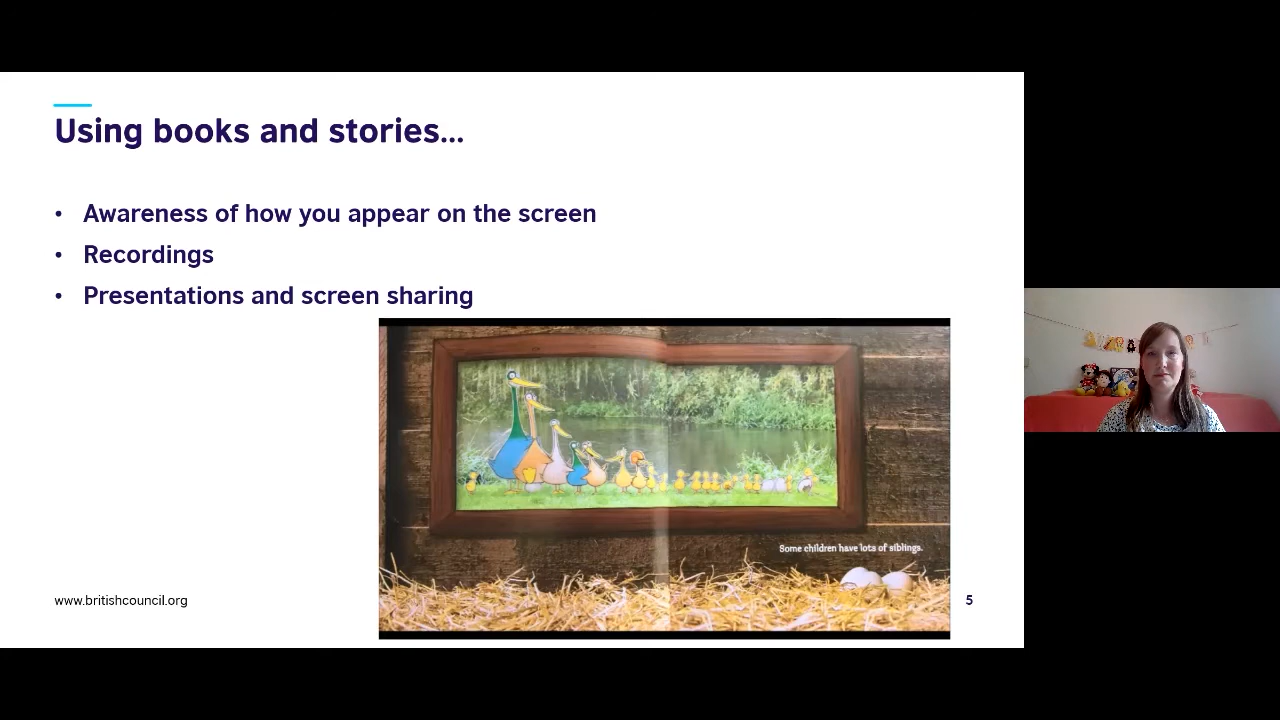 Using books and stories...
• Awareness of how you appear on the screen
• Recordings
• Presentations and screen sharing
Some children have lots of siblings.
www.britishcouncil.org
5